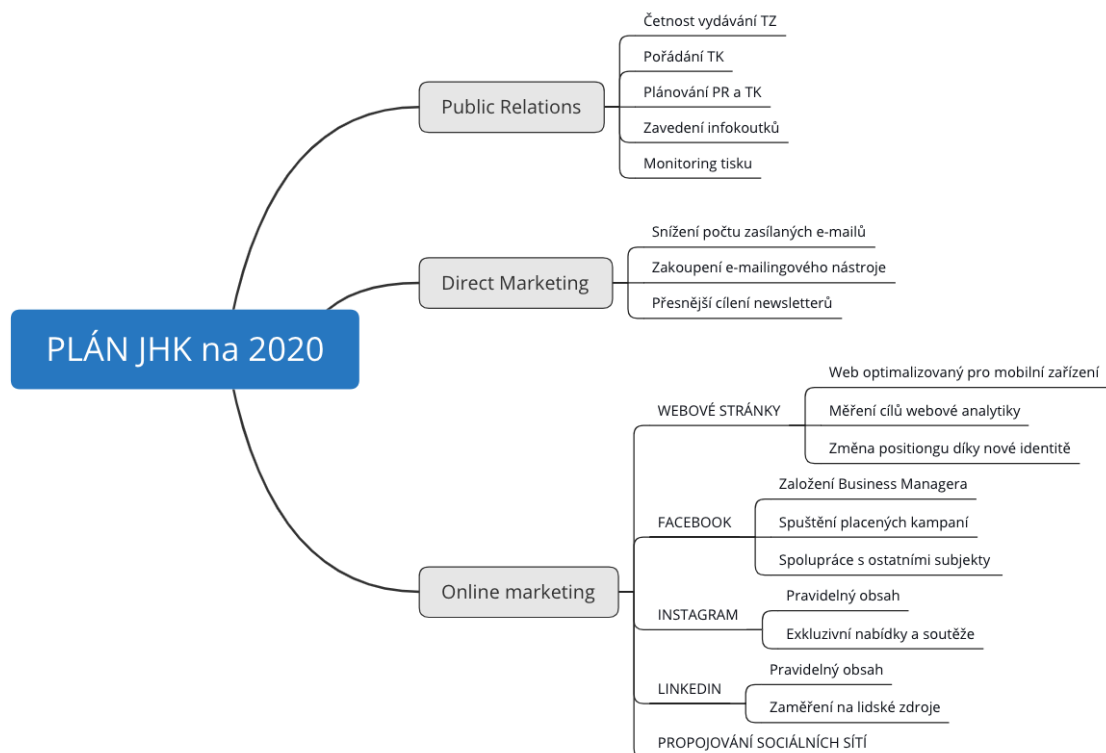 PLÁN JHK na 2020
Public Relations
Četnost vydávání TZ
Pořádání TK
Plánování PR a TK
Zavedení infokoutků
Monitoring tisku
Direct Marketing
Snížení počtu zasílaných e-mailů
Zakoupení e-mailingového nástroje
Přesnější cílení newsletterů
Online marketing
WEBOVÉ STRÁNKY
Web optimalizovaný pro mobilní zařízení
Měření cílů webové analytiky
Změna positiongu díky nové identitě
FACEBOOK
Založení Business Managera
Spuštění placených kampaní
Spolupráce s ostatními subjekty
INSTAGRAM
Pravidelný obsah
Exkluzivní nabídky a soutěže
LINKEDIN
Pravidelný obsah
Zaměření na lidské zdroje
PROPOJOVÁNÍ SOCIÁLNÍCH SÍTÍ